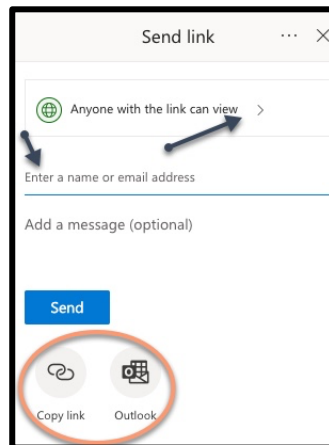 Send link
Anyone with the link can view
Enter a name or email address
Add a message (optional)
Send
Copy link Outlook